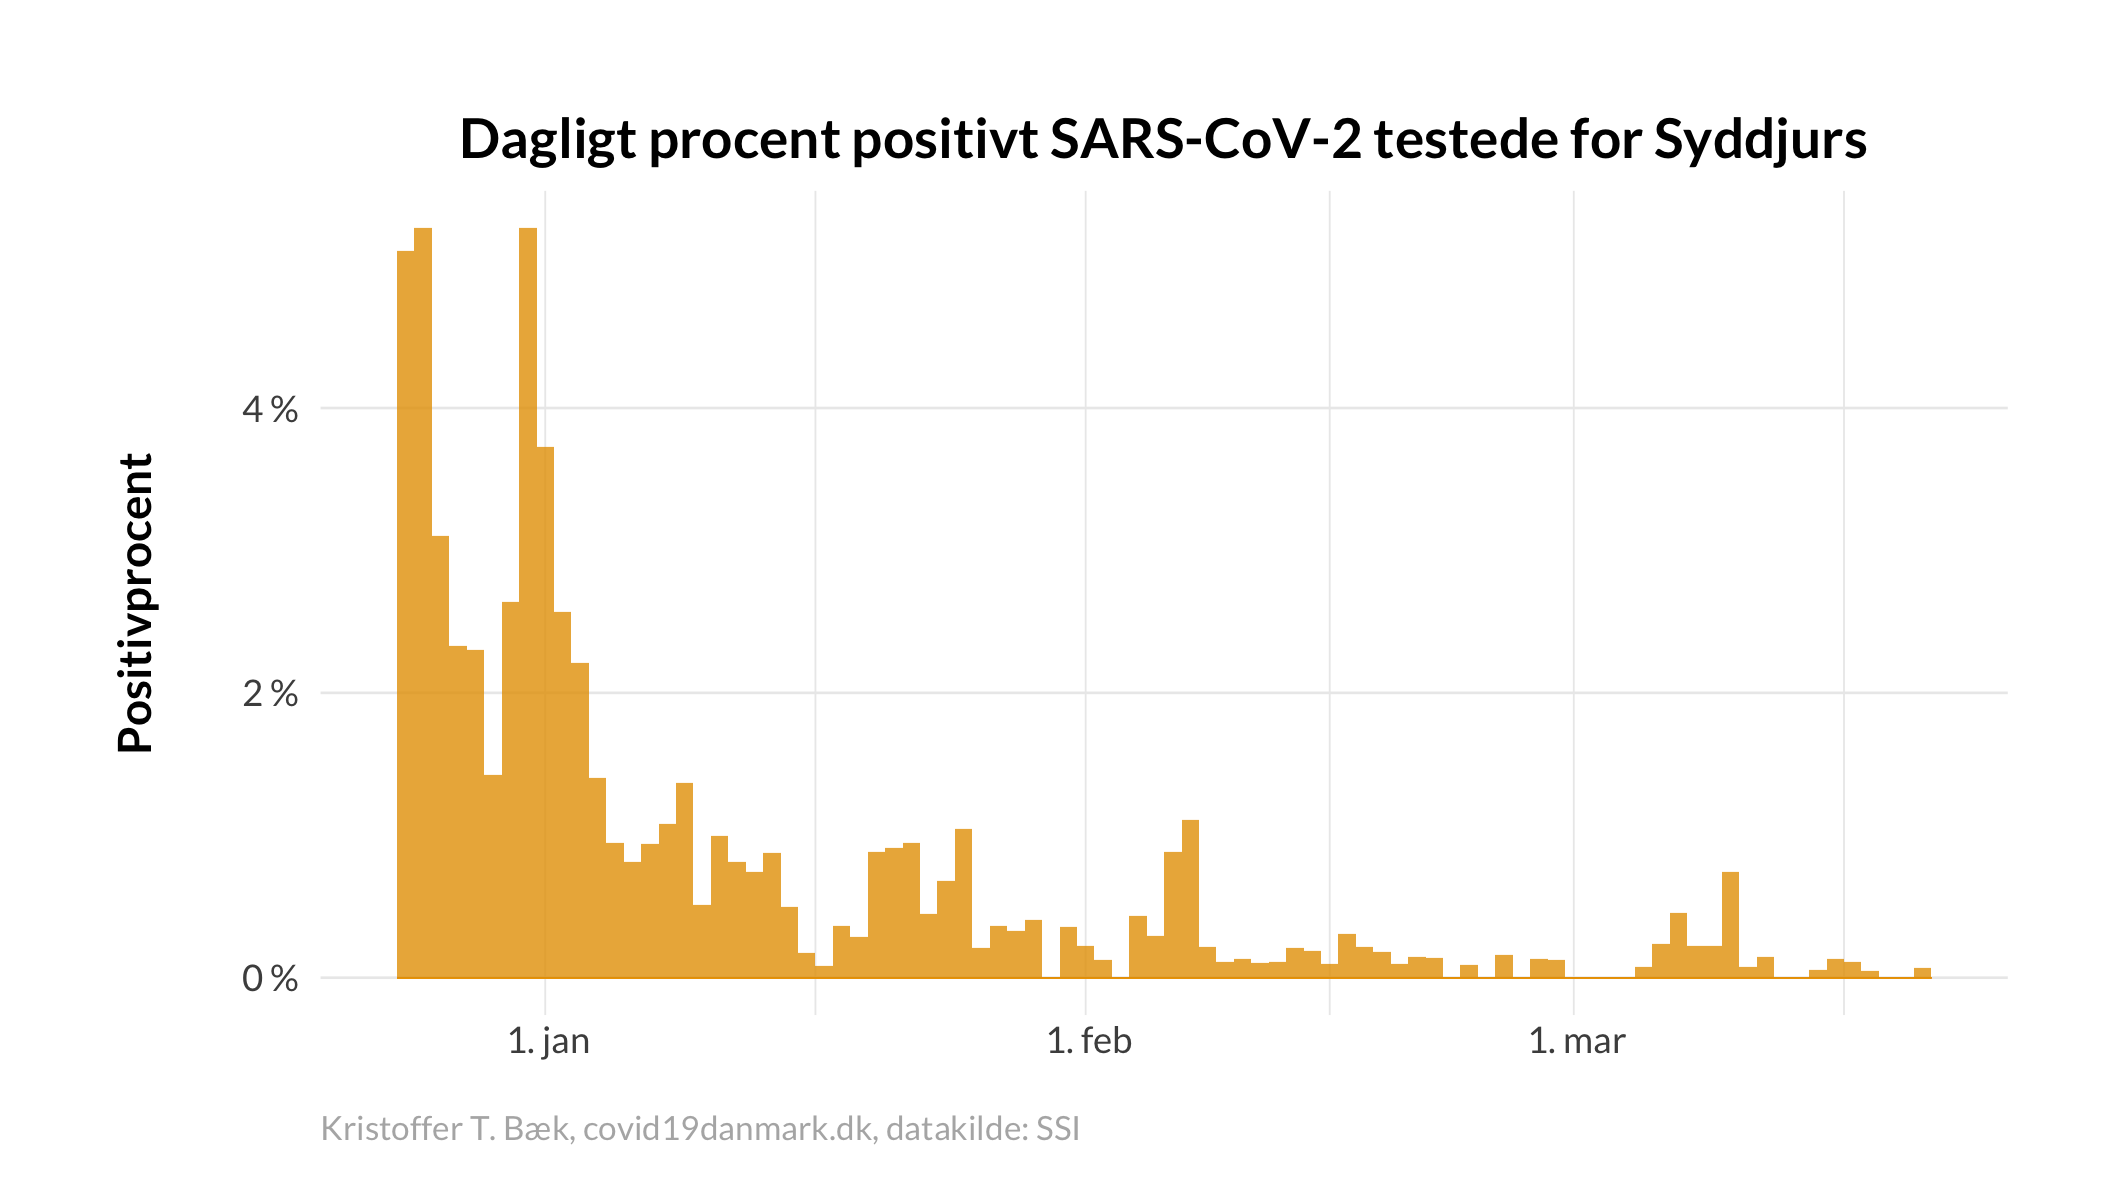 Dagligt procent positivt SARS-CoV-2 testede for Syddjurs
Positivprocent
4 %
2 %
0 %
1. jan
1. feb
1. mar
Kristoffer T. Bæk, covid19danmark.dk, datakilde: SSI